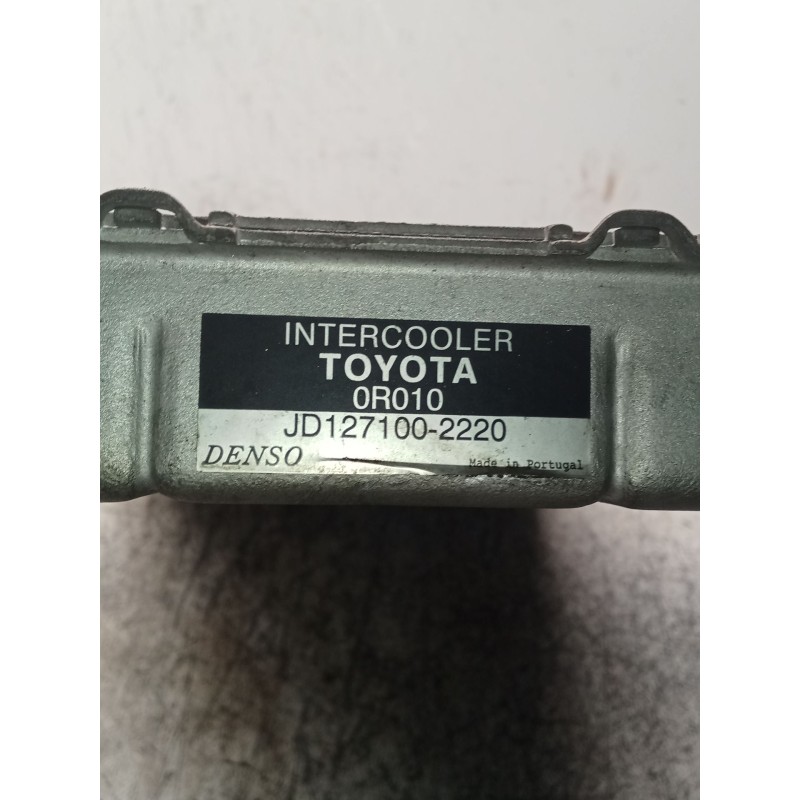 INTERCOOLER
TOYOTA
0R010
JD127100-2220
DENSO Made in Portugal